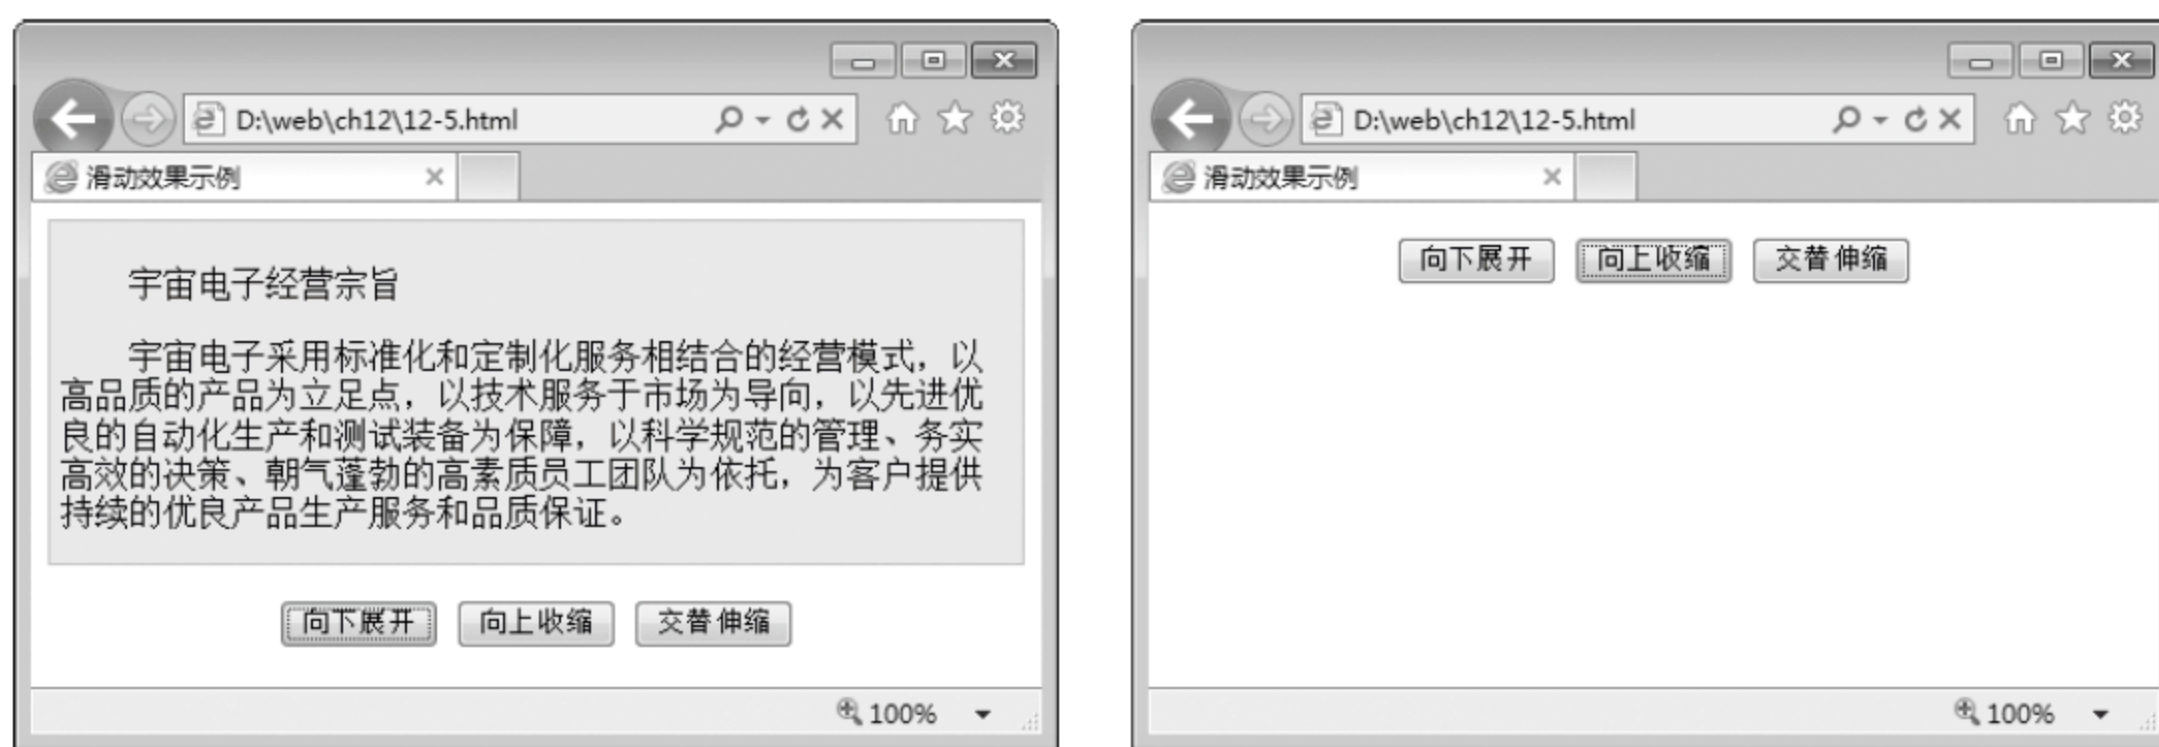 D:\web\ch12\12-5.html
滑动效果示例
宇宙电子经营宗旨
宇宙电子采用标准化和定制化服务相结合的经营模式，以
高品质的产品为立足点，以技术服务于市场为导向，以先进优
良的自动化生产和测试装备为保障，以科学规范的管理、务实
高效的决策、朝气蓬勃的高素质员工团队为依托，为客户提供
持续的优良产品生产服务和品质保证。
向下展开 向上收缩 交替伸缩
100%
D:\web\ch12\12-5.html
滑动效果示例
向下展开 向上收缩 交替伸缩
100%